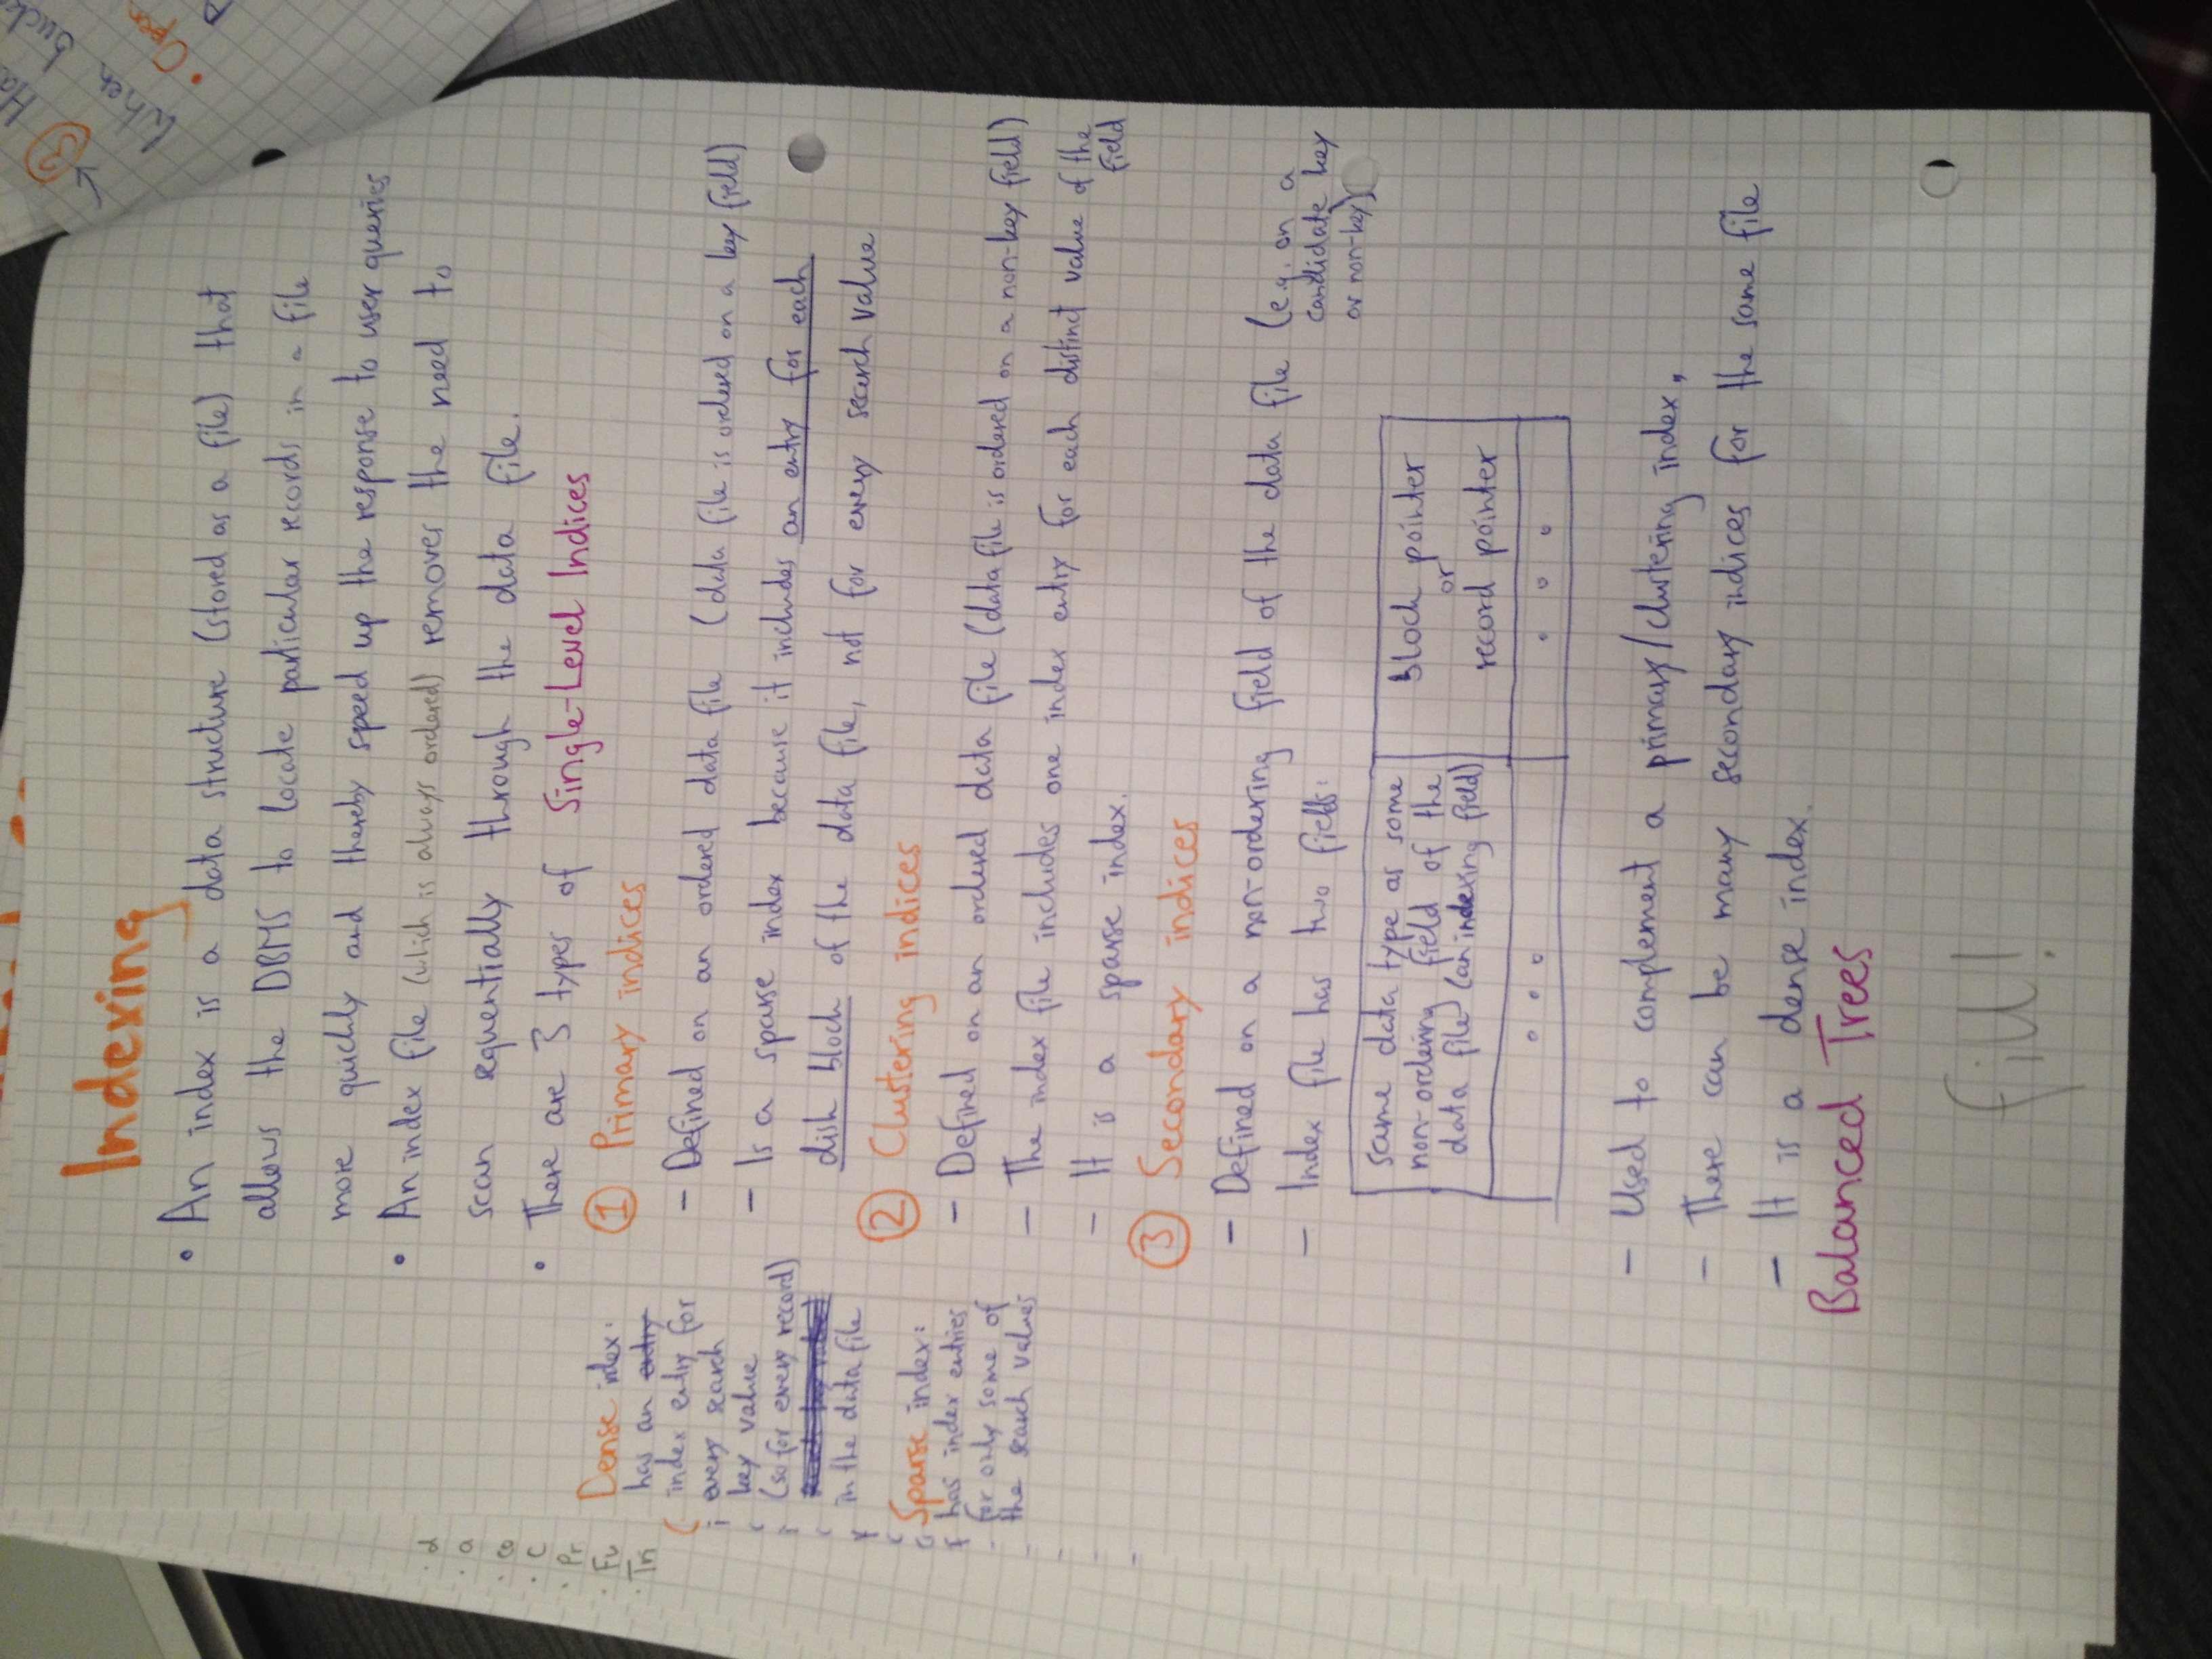 Indexing
• An index is a data structure (stored as a file) that
allows the DBMS to locate particular records in a file
more quickly and thereby speed up the response to user queries
• An index file (which is always ordered) removes the need to
scan sequentially through the data file.
• There are 3 types of Single-Level Indices
① Primary indices
- Defined on an ordered data file (data file is ordered on a key field)
- Is a sparse index because it includes an entry for each
disk block of the data file, not for every search value
② Clustering indices
- Defined on an ordered data file (data file is ordered on a non-key field)
- The index file includes one index entry for each distinct value of the
field
- It is a sparse index.
③ Secondary indices
- Defined on a non-ordering field of the data file (e.g. on a
candidate key
or non-key)
- Index file has two fields:
same data type as some
non-ordering field of the
data file (an indexing field)
block pointer
or
record pointer
° ° °
° ° °
- Used to complement a primary/clustering index.
- There can be many secondary indices for the same file
- It is a dense index.
Balanced Trees
fill!
Dense index:
has an entry
index entry for
every search
key value
(so for every record)
in the data file
Sparse index:
has index entries
for only some of
the search values
• d
• a
• C
• Pr
• Fu
• Tri
→ ③ Ha
When buck
• Open